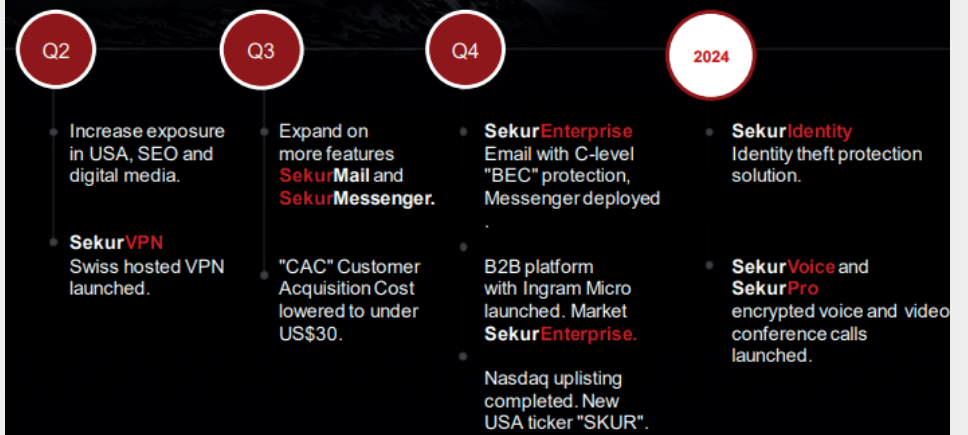 Q2
Increase exposure
in USA, SEO and
digital media.
SekurVPN
Swiss hosted VPN
launched.
Q3
Expand on
more features
SekurMail and
SekurMessenger.
"CAC" Customer
Acquisition Cost
lowered to under
US$30.
Q4
SekurEnterprise
Email with C-level
"BEC" protection,
Messenger deployed
.
B2B platform
with Ingram Micro
launched. Market
SekurEnterprise.
Nasdaq uplisting
completed. New
USA ticker "SKUR".
2024
SekurIdentity
Identity theft protection
solution.
SekurVoice and
SekurPro
encrypted voice and video
conference calls
launched.